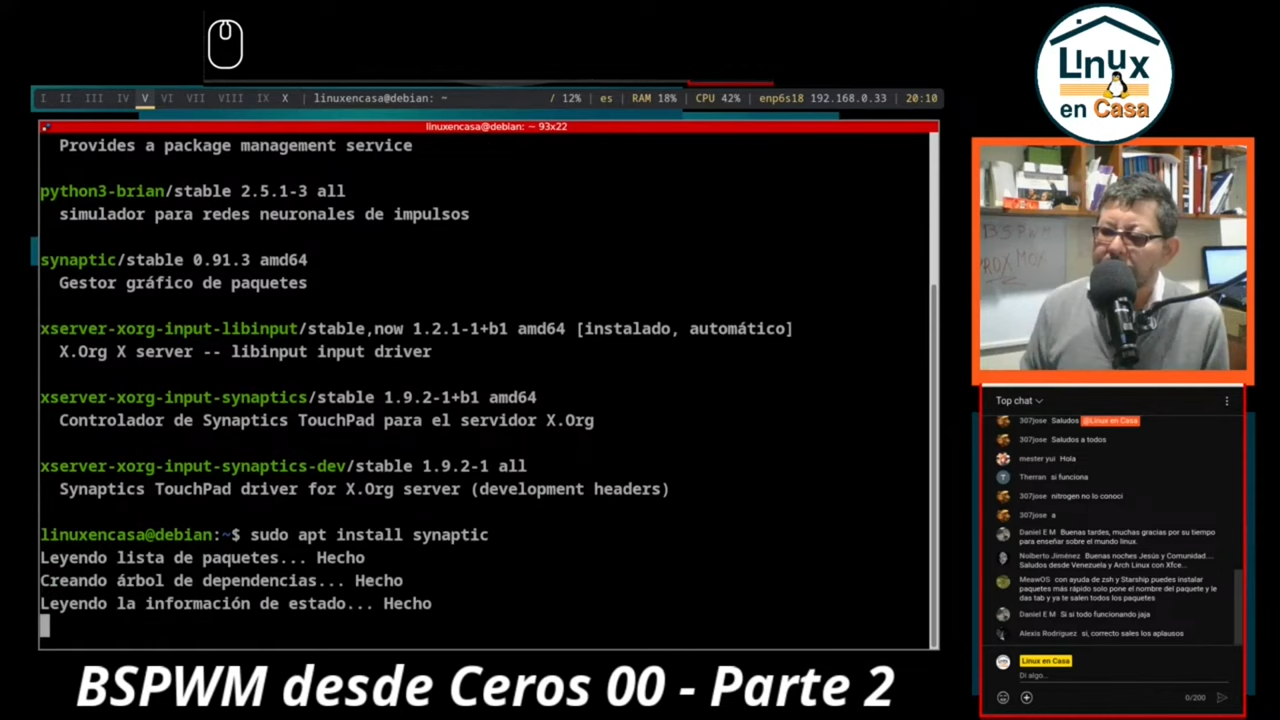 I II III IV V VI VII VIII IX X | linuxencasa@debian: ~ / 12% | es | RAM 18% | CPU 42% | enp6s18 192.168.0.33 | 20:10
linuxencasa@debian: ~ 93x22
Provides a package management service
python3-brian/stable 2.5.1-3 all
simulador para redes neuronales de impulsos
synaptic/stable 0.91.3 amd64
Gestor gráfico de paquetes
xserver-xorg-input-libinput/stable,now 1.2.1-1+b1 amd64 [instalado, automático]
X.Org X server -- libinput input driver
xserver-xorg-input-synaptics/stable 1.9.2-1+b1 amd64
Controlador de Synaptics TouchPad para el servidor X.Org
xserver-xorg-input-synaptics-dev/stable 1.9.2-1 all
Synaptics TouchPad driver for X.Org server (development headers)
linuxencasa@debian:~$ sudo apt install synaptic
Leyendo lista de paquetes... Hecho
Creando árbol de dependencias... Hecho
Leyendo la información de estado... Hecho
Linux
en Casa
BSPWM
PROXMOX
Top chat
307jose Saludos @Linux en Casa
307jose Saludos a todos
mester yui Hola
T
Therran si funciona
307jose nitrogen no lo conoci
307jose a
Daniel E M Buenas tardes, muchas gracias por su tiempo
para enseñar sobre el mundo linux.
Nolberto Jiménez Buenas noches Jesús y Comunidad....
Saludos desde Venezuela y Arch Linux con Xfce...
MeawOS con ayuda de zsh y Starship puedes instalar
paquetes más rápido solo pone el nombre del paquete y le
das tab y ya te salen todos los paquetes
Daniel E M Si si todo funcionando jaja
Alexis Rodríguez si, correcto sales los aplausos
Linux en Casa
Di algo...
0/200
BSPWM desde Ceros 00 - Parte 2